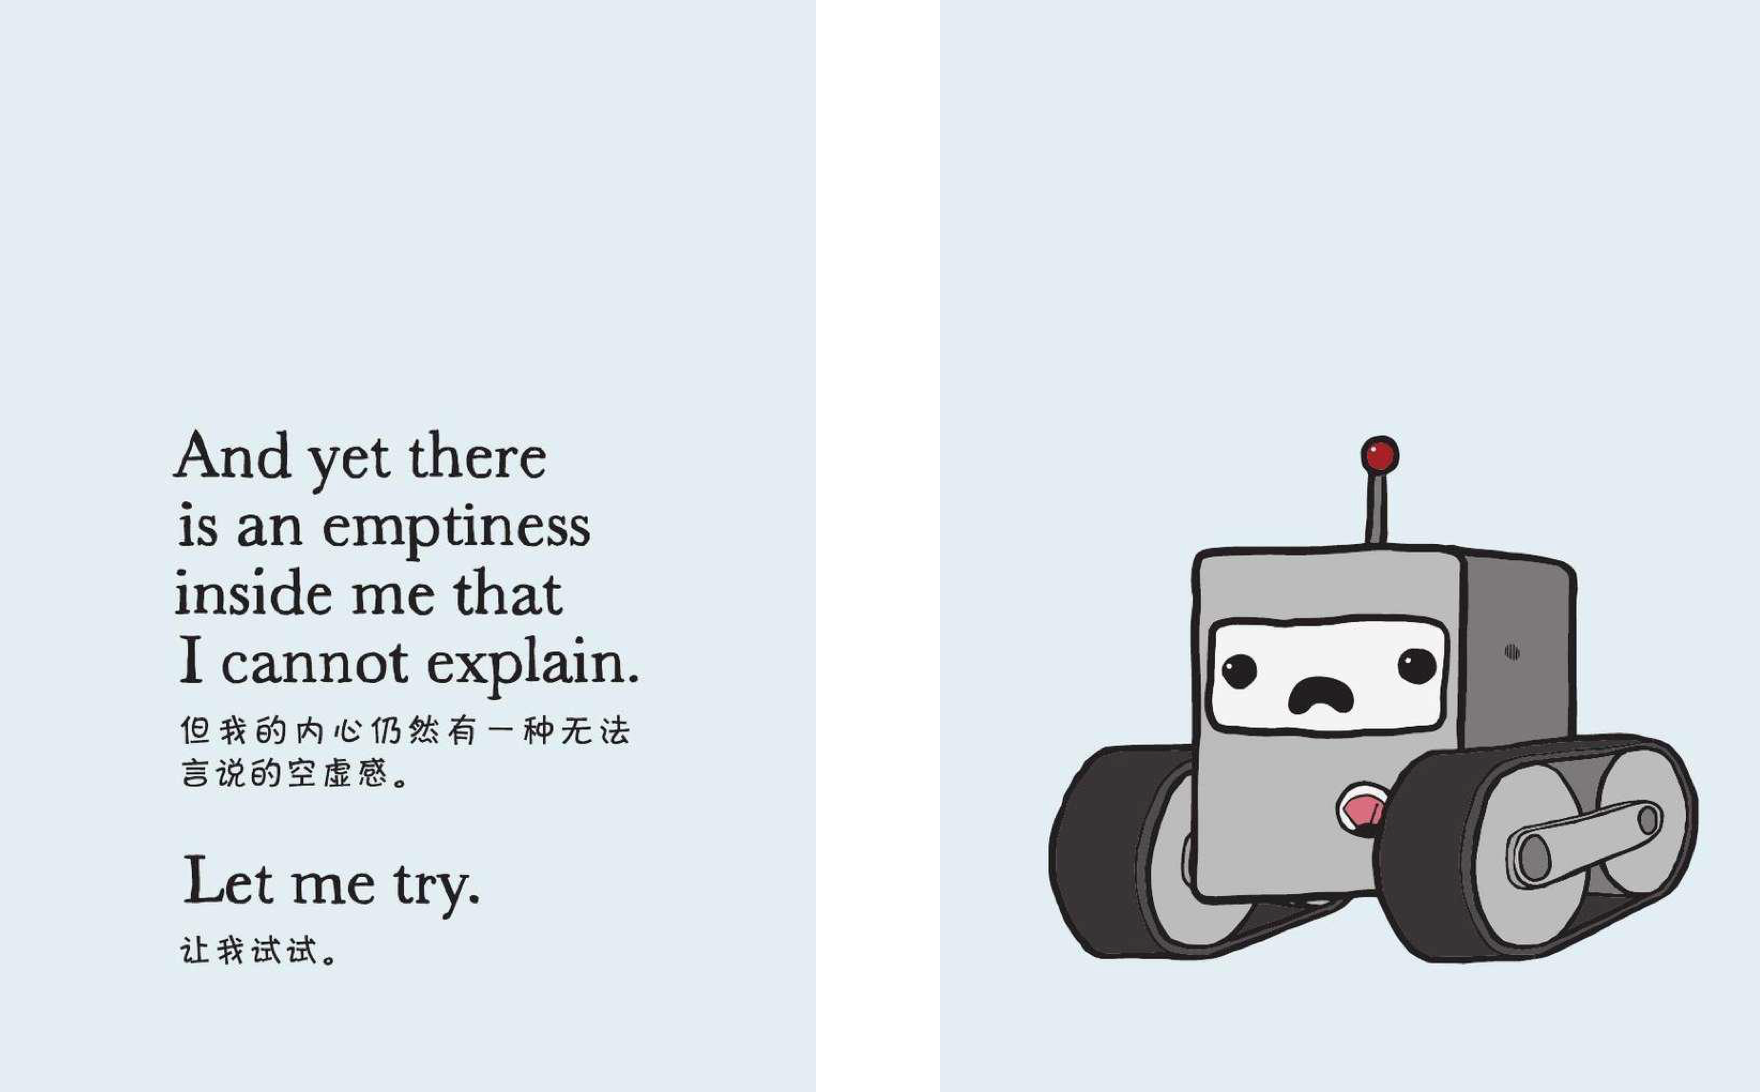 And yet there
is an emptiness
inside me that
I cannot explain.
但我的内心仍然有一种无法
言说的空虚感。
Let me try.
让我试试。